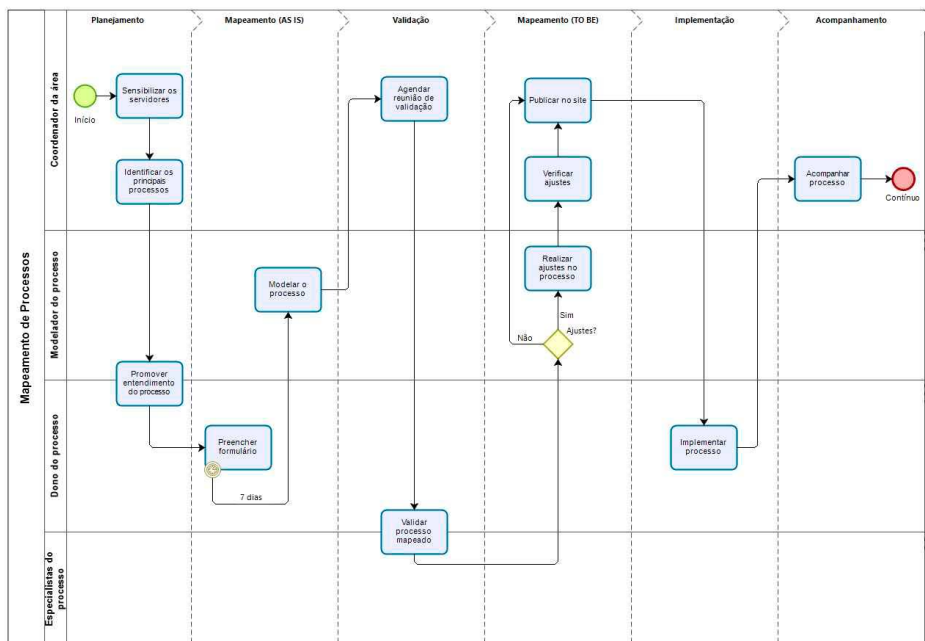 Planejamento
Mapeamento (AS IS)
Validação
Mapeamento (TO BE)
Implementação
Acompanhamento
Mapeamento de Processos
Coordenador da área
Início
Sensibilizar os
servidores
Identificar os
principais
processos
Agendar
reunião de
validação
Publicar no site
Verificar
ajustes
Acompanhar
processo
Contínuo
Modelador do processo
Modelar o
processo
Realizar
ajustes no
processo
Sim
Ajustes?
Não
Promover
entendimento
do processo
Dono do processo
Preencher
formulário
7 dias
Implementar
processo
Validar
processo
mapeado
Especialistas do
processo